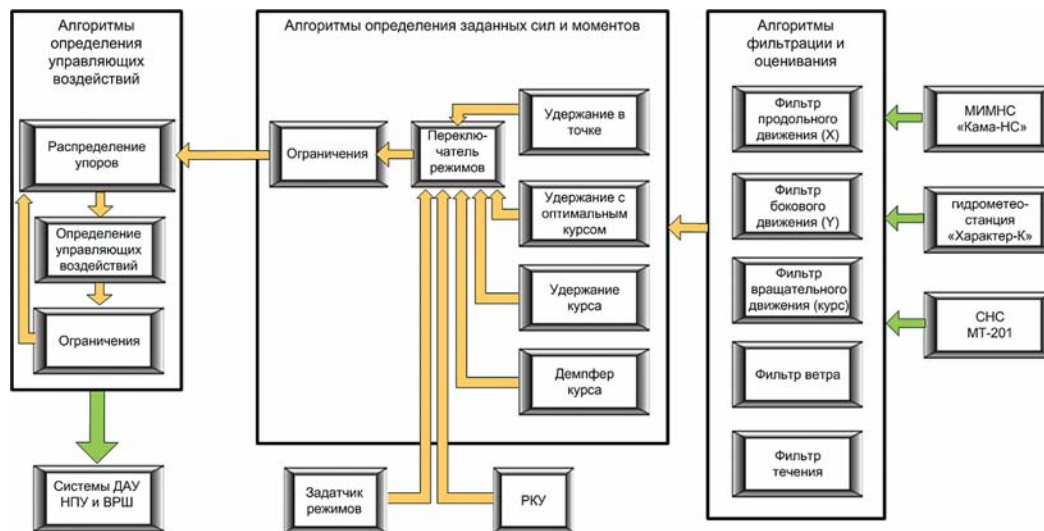 Алгоритмы
определения
управляющих
воздействий
Распределение
упоров
Определение
управляющих
воздействий
Ограничения
Системы ДАУ
НПУ и ВРШ
Алгоритмы определения заданных сил и моментов
Ограничения
Переклю-
чатель
режимов
Удержание в
точке
Удержание с
оптимальным
курсом
Удержание
курса
Демпфер
курса
Задатчик
режимов
РКУ
Алгоритмы
фильтрации и
оценивания
Фильтр
продольного
движения (X)
Фильтр
бокового
движения (Y)
Фильтр
вращательного
движения (курс)
Фильтр ветра
Фильтр
течения
МИМНС
«Кама-НС»
гидрометео-
станция
«Характер-К»
СНС
МТ-201